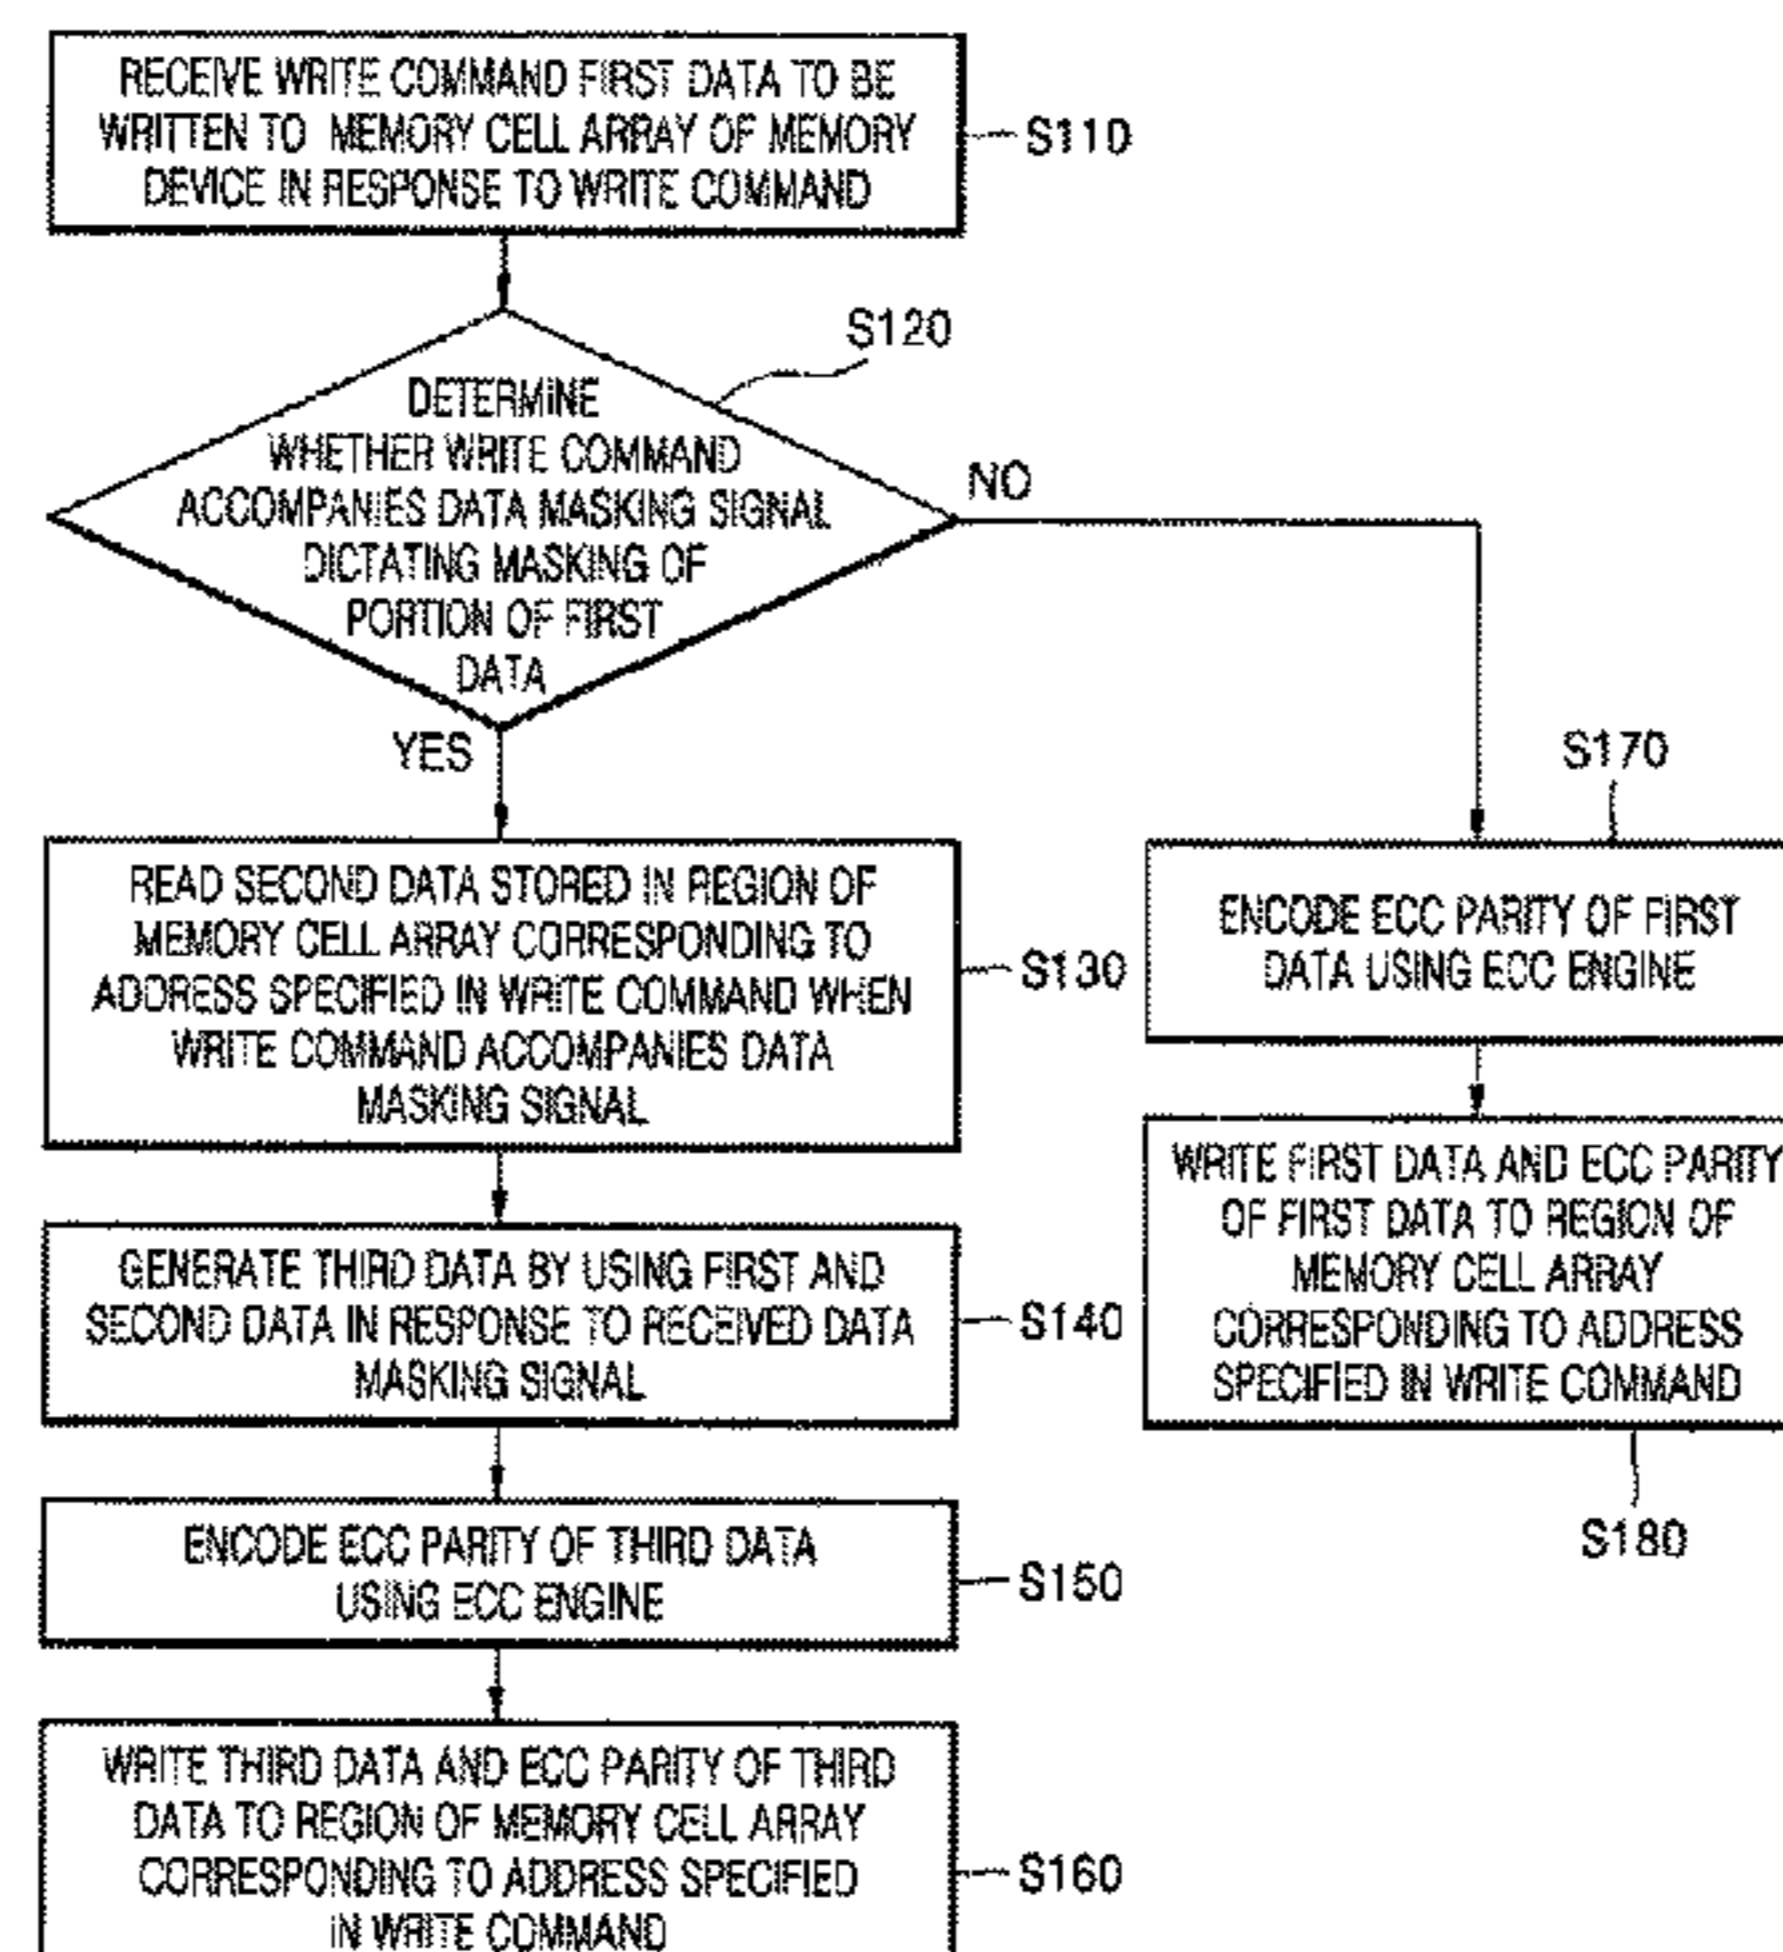 RECEIVE WRITE COMMAND FIRST DATA TO BE
WRITTEN TO MEMORY CELL ARRAY OF MEMORY
DEVICE IN RESPONSE TO WRITE COMMAND
S110
S120
DETERMINE
WHETHER WRITE COMMAND
ACCOMPANIES DATA MASKING SIGNAL
DICTATING MASKING OF
PORTION OF FIRST
DATA
NO
YES
READ SECOND DATA STORED IN REGION OF
MEMORY CELL ARRAY CORRESPONDING TO
ADDRESS SPECIFIED IN WRITE COMMAND WHEN
WRITE COMMAND ACCOMPANIES DATA
MASKING SIGNAL
S130
GENERATE THIRD DATA BY USING FIRST AND
SECOND DATA IN RESPONSE TO RECEIVED DATA
MASKING SIGNAL
S140
ENCODE ECC PARITY OF THIRD DATA
USING ECC ENGINE
S150
WRITE THIRD DATA AND ECC PARITY OF THIRD
DATA TO REGION OF MEMORY CELL ARRAY
CORRESPONDING TO ADDRESS SPECIFIED
IN WRITE COMMAND
S160
S170
ENCODE ECC PARITY OF FIRST
DATA USING ECC ENGINE
WRITE FIRST DATA AND ECC PARITY
OF FIRST DATA TO REGION OF
MEMORY CELL ARRAY
CORRESPONDING TO ADDRESS
SPECIFIED IN WRITE COMMAND
S180